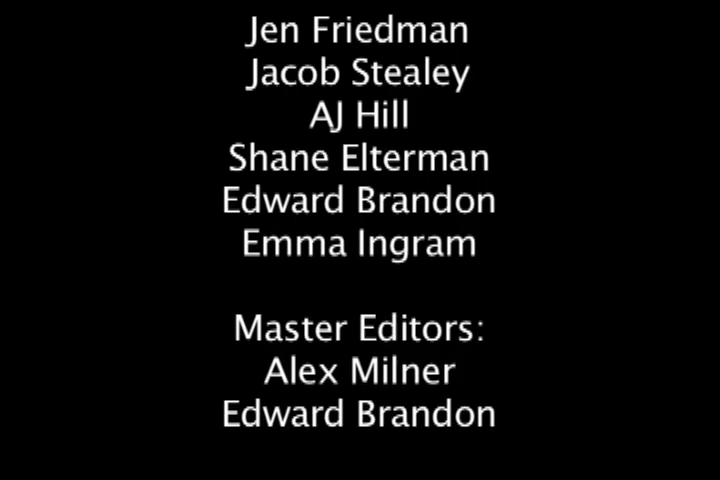 Jen Friedman
Jacob Stealey
AJ Hill
Shane Elterman
Edward Brandon
Emma Ingram
Master Editors:
Alex Milner
Edward Brandon